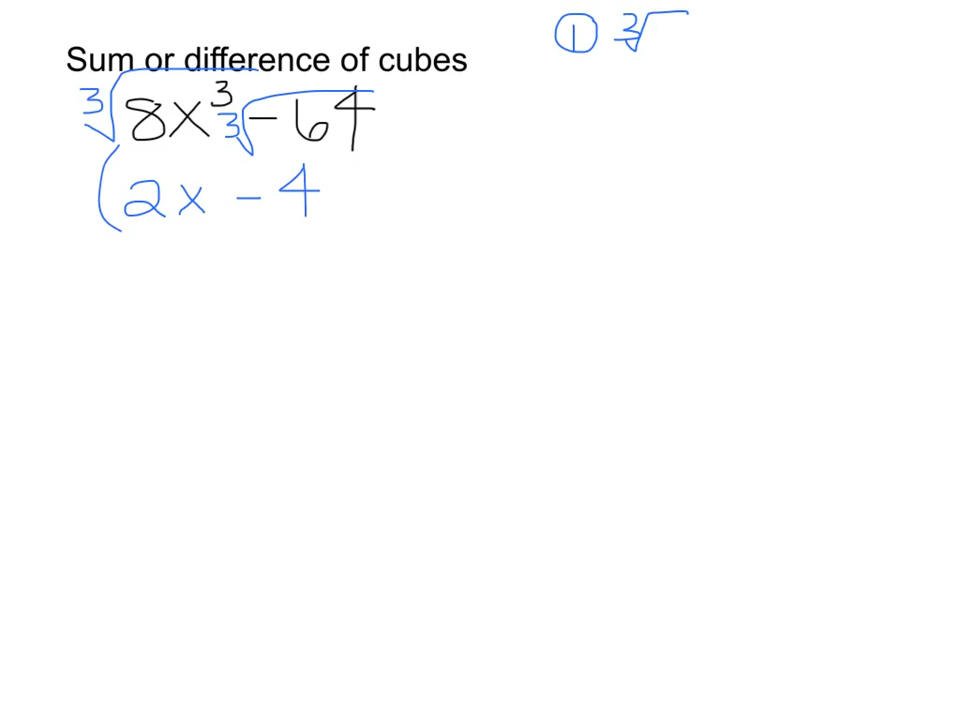 ① ∛
Sum or difference of cubes
∛8x³ ∛-64
(2x - 4